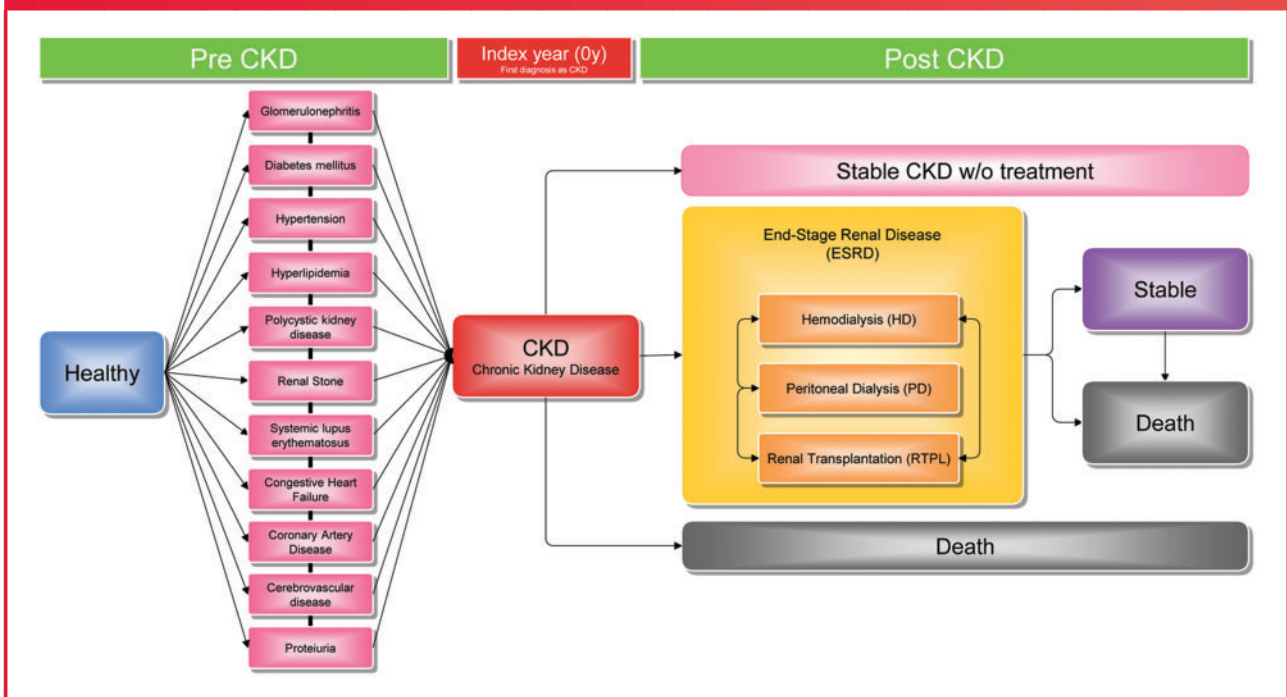 Pre CKD
Index year (0y)
First diagnosis as CKD
Post CKD
Healthy
Glomerulonephritis
Diabetes mellitus
Hypertension
Hyperlipidemia
Polycystic kidney
disease
Renal Stone
Systemic lupus
erythematosus
Congestive Heart
Failure
Coronary Artery
Disease
Cerebrovascular
disease
Proteiuria
CKD
Chronic Kidney Disease
Stable CKD w/o treatment
End-Stage Renal Disease
(ESRD)
Hemodialysis (HD)
Peritoneal Dialysis (PD)
Renal Transplantation (RTPL)
Stable
Death
Death